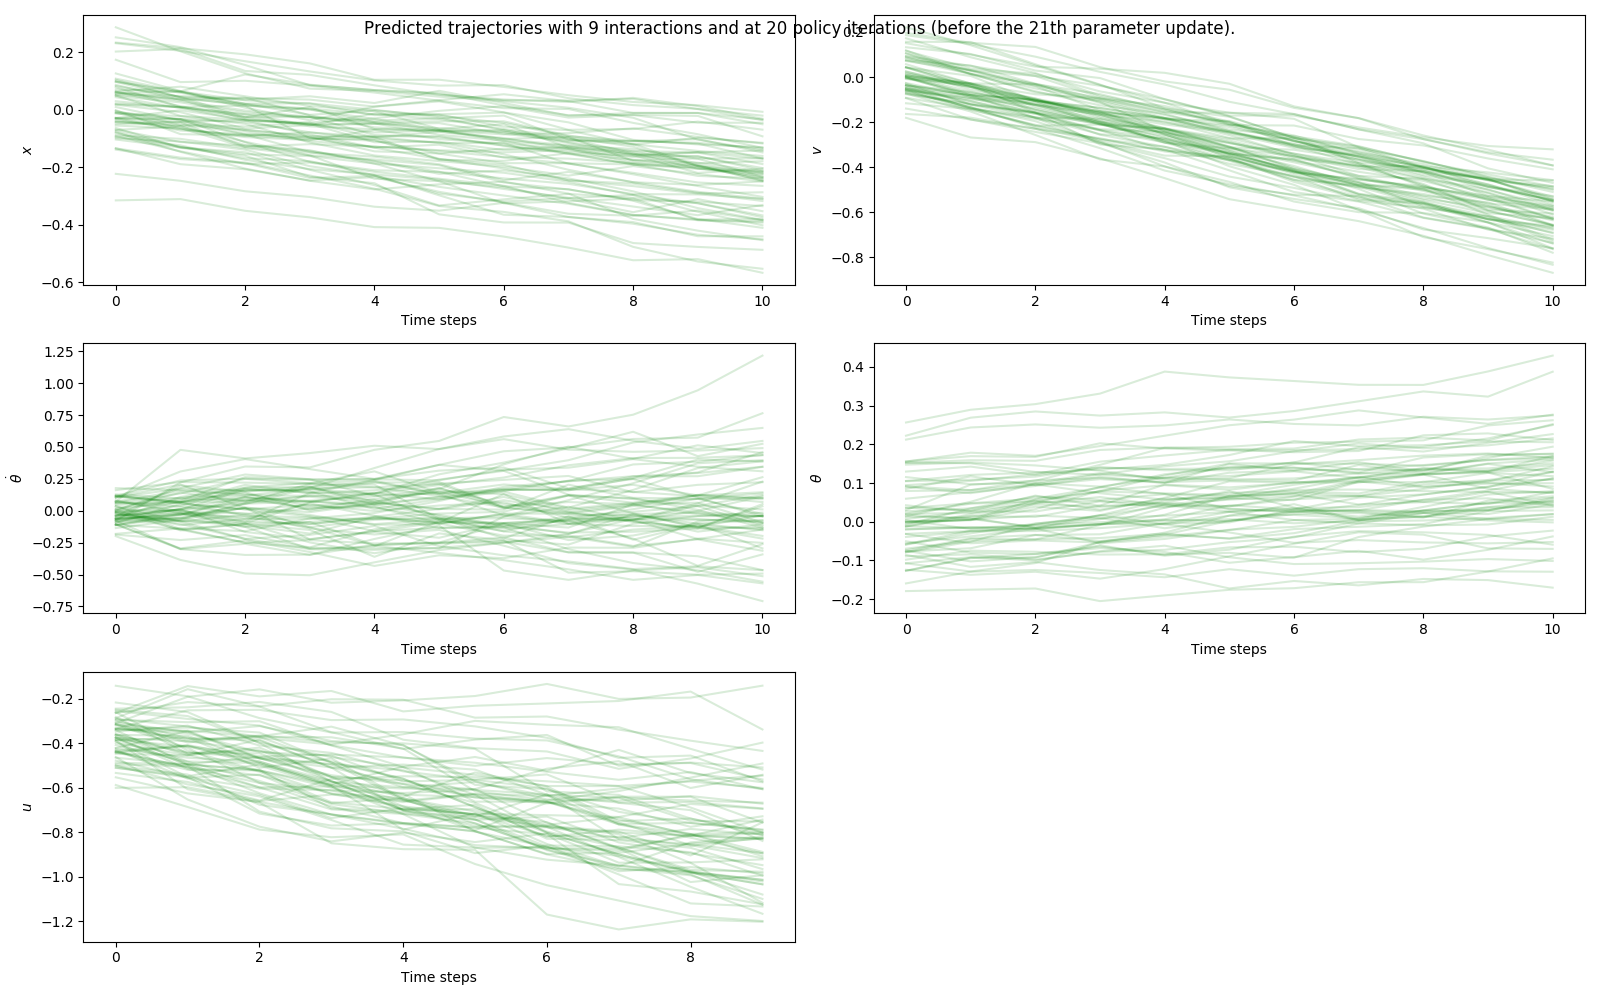 Predicted trajectories with 9 interactions and at 20 policy iterations (before the 21th parameter update).
0.2
0.0
−0.2
−0.4
−0.6
x
0 2 4 6 8 10
Time steps
0.2
0.0
−0.2
−0.4
−0.6
−0.8
v
0 2 4 6 8 10
Time steps
1.25
1.00
0.75
0.50
0.25
0.00
−0.25
−0.50
−0.75
θ̇
0 2 4 6 8 10
Time steps
0.4
0.3
0.2
0.1
0.0
−0.1
−0.2
θ
0 2 4 6 8 10
Time steps
−0.2
−0.4
−0.6
−0.8
−1.0
−1.2
u
0 2 4 6 8
Time steps